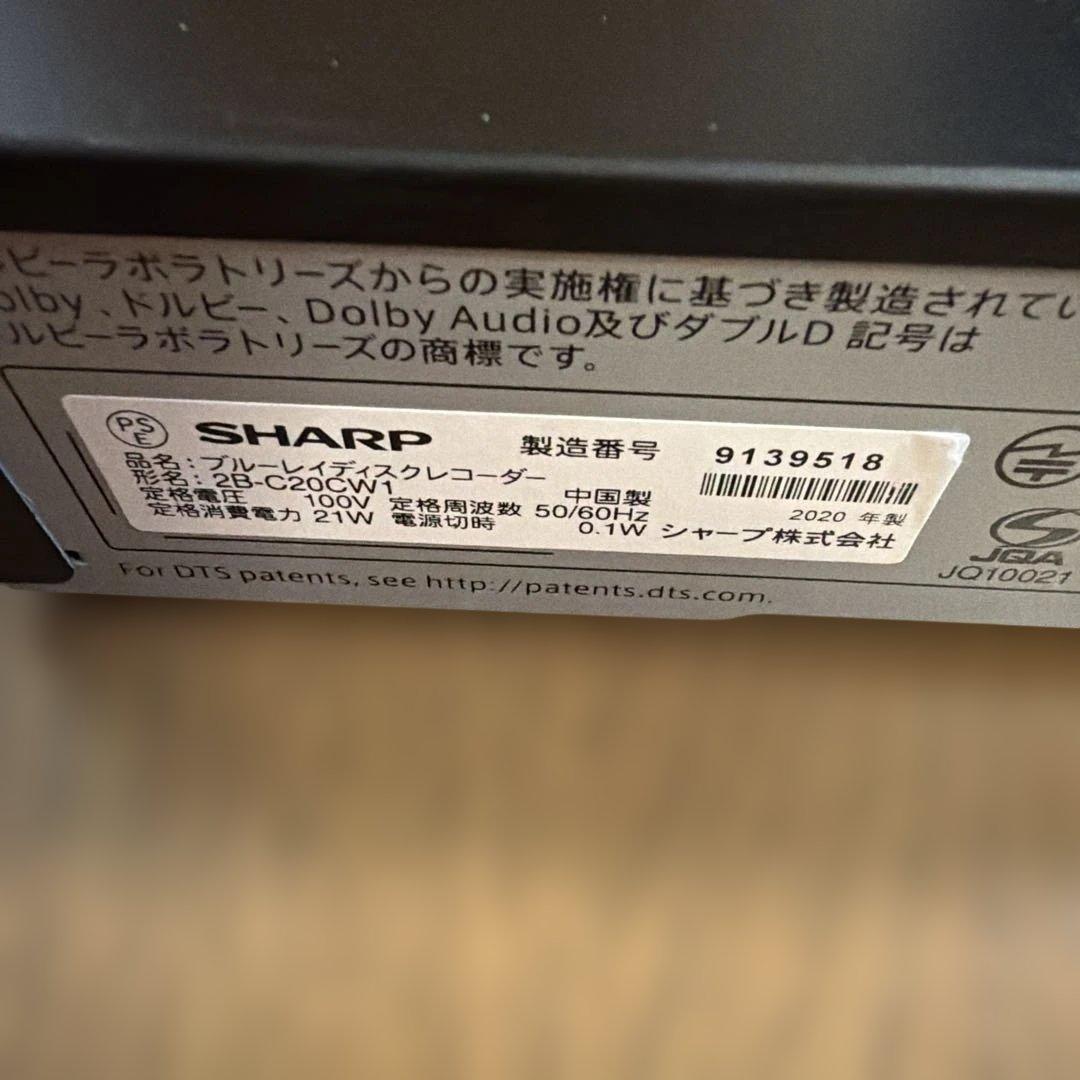 ビーラボラトリーズからの実施権に基づき製造されてい
olby、ドルビー、Dolby Audio及びダブルD 記号は
ルビーラボラトリーズの商標です。
PS E
SHARP 製造番号 9139518
品名：ブルーレイディスクレコーダー
形名：2B-C20CW1 中国製
定格電圧 100V 定格周波数 50/60Hz 2020 年製
定格消費電力 21W 電源切時 0.1W シャープ株式会社
JQA
JQ10021
For DTS patents, see http://patents.dts.com.